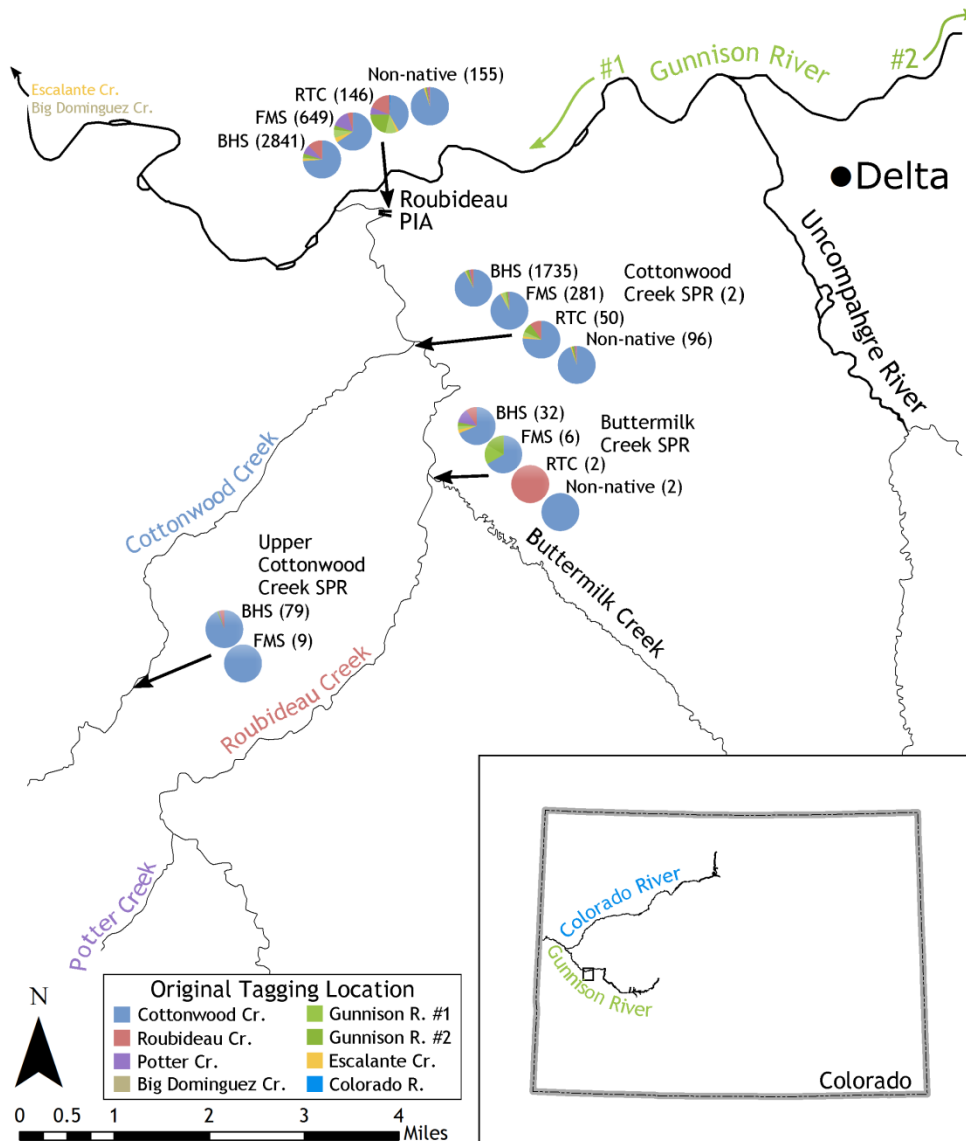 #1
Gunnison River
#2
Non-native (155)
RTC (146)
FMS (649)
BHS (2841)
Escalante Cr.
Big Dominguez Cr.
Delta
Roubideau
PIA
Uncompahgre River
BHS (1735)
FMS (281)
RTC (50)
Non-native (96)
Cottonwood
Creek SPR (2)
BHS (32)
FMS (6)
RTC (2)
Non-native (2)
Buttermilk
Creek SPR
Cottonwood Creek
Upper
Cottonwood
Creek SPR
BHS (79)
FMS (9)
Buttermilk Creek
Roubideau Creek
Potter Creek
Colorado River
Gunnison River
Colorado
N
Original Tagging Location
Cottonwood Cr.
Roubideau Cr.
Potter Cr.
Big Dominguez Cr.
Gunnison R. #1
Gunnison R. #2
Escalante Cr.
Colorado R.
0 0.5 1 2 3 4
Miles